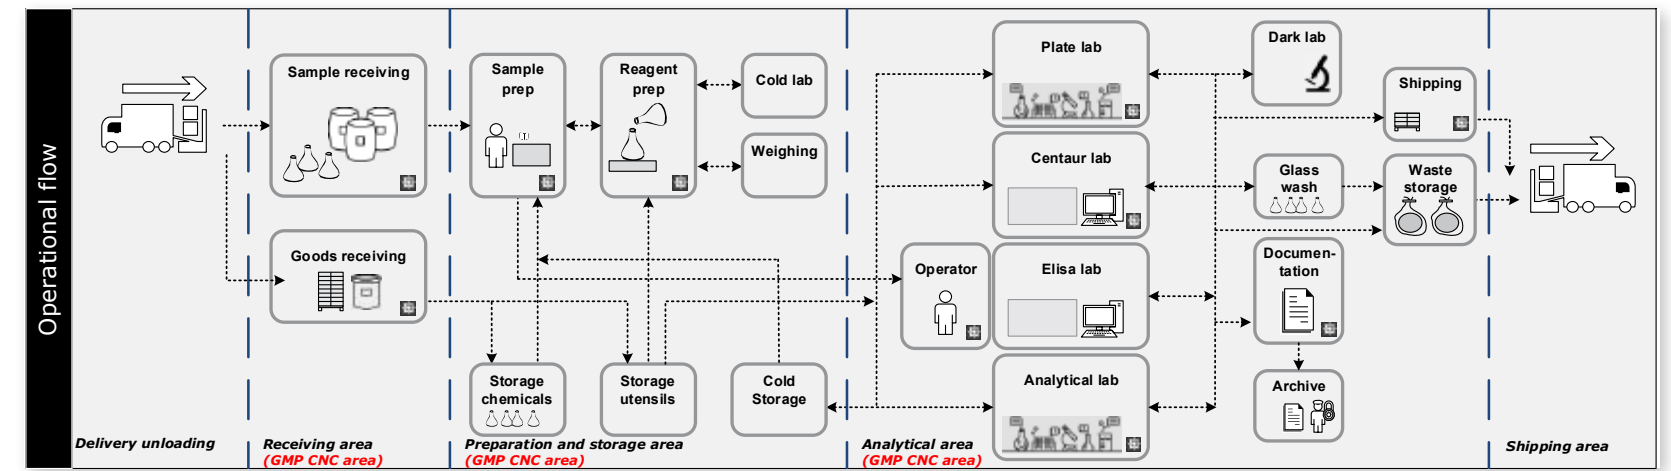 Operational flow
Sample receiving
Goods receiving
Sample
prep
Reagent
prep
Cold lab
Weighing
Storage
chemicals
Storage
utensils
Cold
Storage
Plate lab
Centaur lab
Operator
Elisa lab
Analytical lab
Dark lab
Glass
wash
Documen-
tation
Archive
Shipping
Waste
storage
Delivery unloading
Receiving area
(GMP CNC area)
Preparation and storage area
(GMP CNC area)
Analytical area
(GMP CNC area)
Shipping area